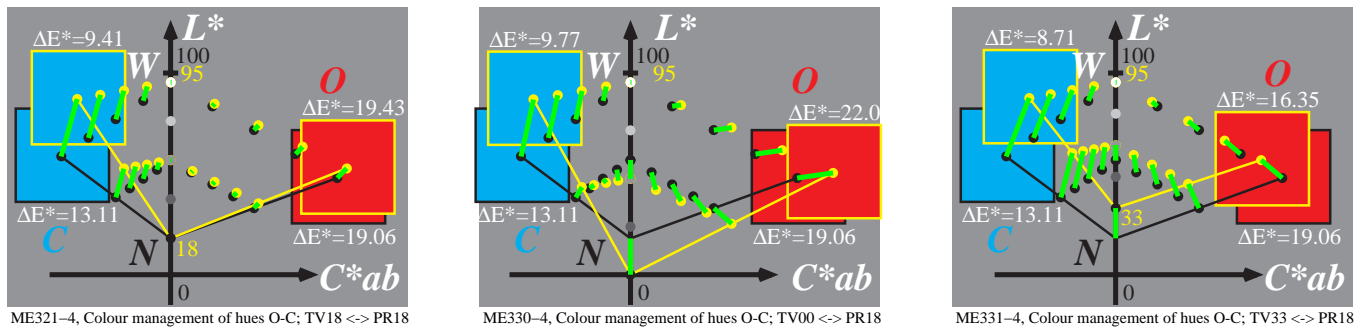 L*
ΔE*=9.41
W
100
95
O
ΔE*=19.43
ΔE*=13.11
ΔE*=19.06
C
N
18
C*ab
0
ME321–4, Colour management of hues O-C; TV18 <-> PR18
L*
ΔE*=9.77
W
100
95
O
ΔE*=22.0
ΔE*=13.11
ΔE*=19.06
C
N
C*ab
0
ME330–4, Colour management of hues O-C; TV00 <-> PR18
L*
ΔE*=8.71
W
100
95
O
ΔE*=16.35
ΔE*=13.11
33
ΔE*=19.06
C
N
C*ab
0
ME331–4, Colour management of hues O-C; TV33 <-> PR18